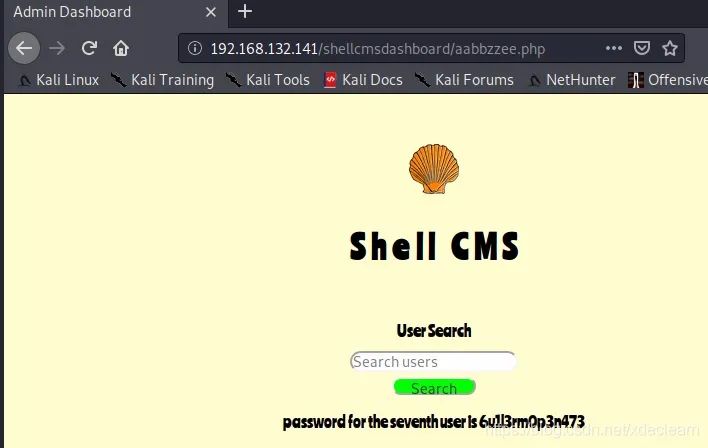 Admin Dashboard
192.168.132.141/shellcmsdashboard/aabbzzee.php
Kali Linux Kali Training Kali Tools Kali Docs Kali Forums NetHunter Offensive
Shell CMS
User Search
Search users
Search
password for the seventh user is 6u1l3rm0p3n473
https://blog.csdn.net/xdaclearn